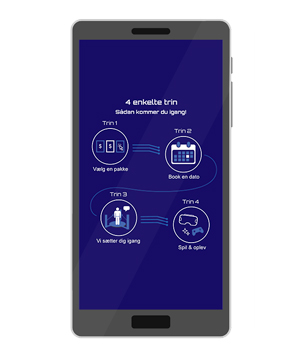 4 enkelte trin
Sådan kommer du igang!
Trin 1
Vælg en pakke
Trin 2
Book en dato
Trin 3
Vi sætter dig igang
Trin 4
Spil & oplev